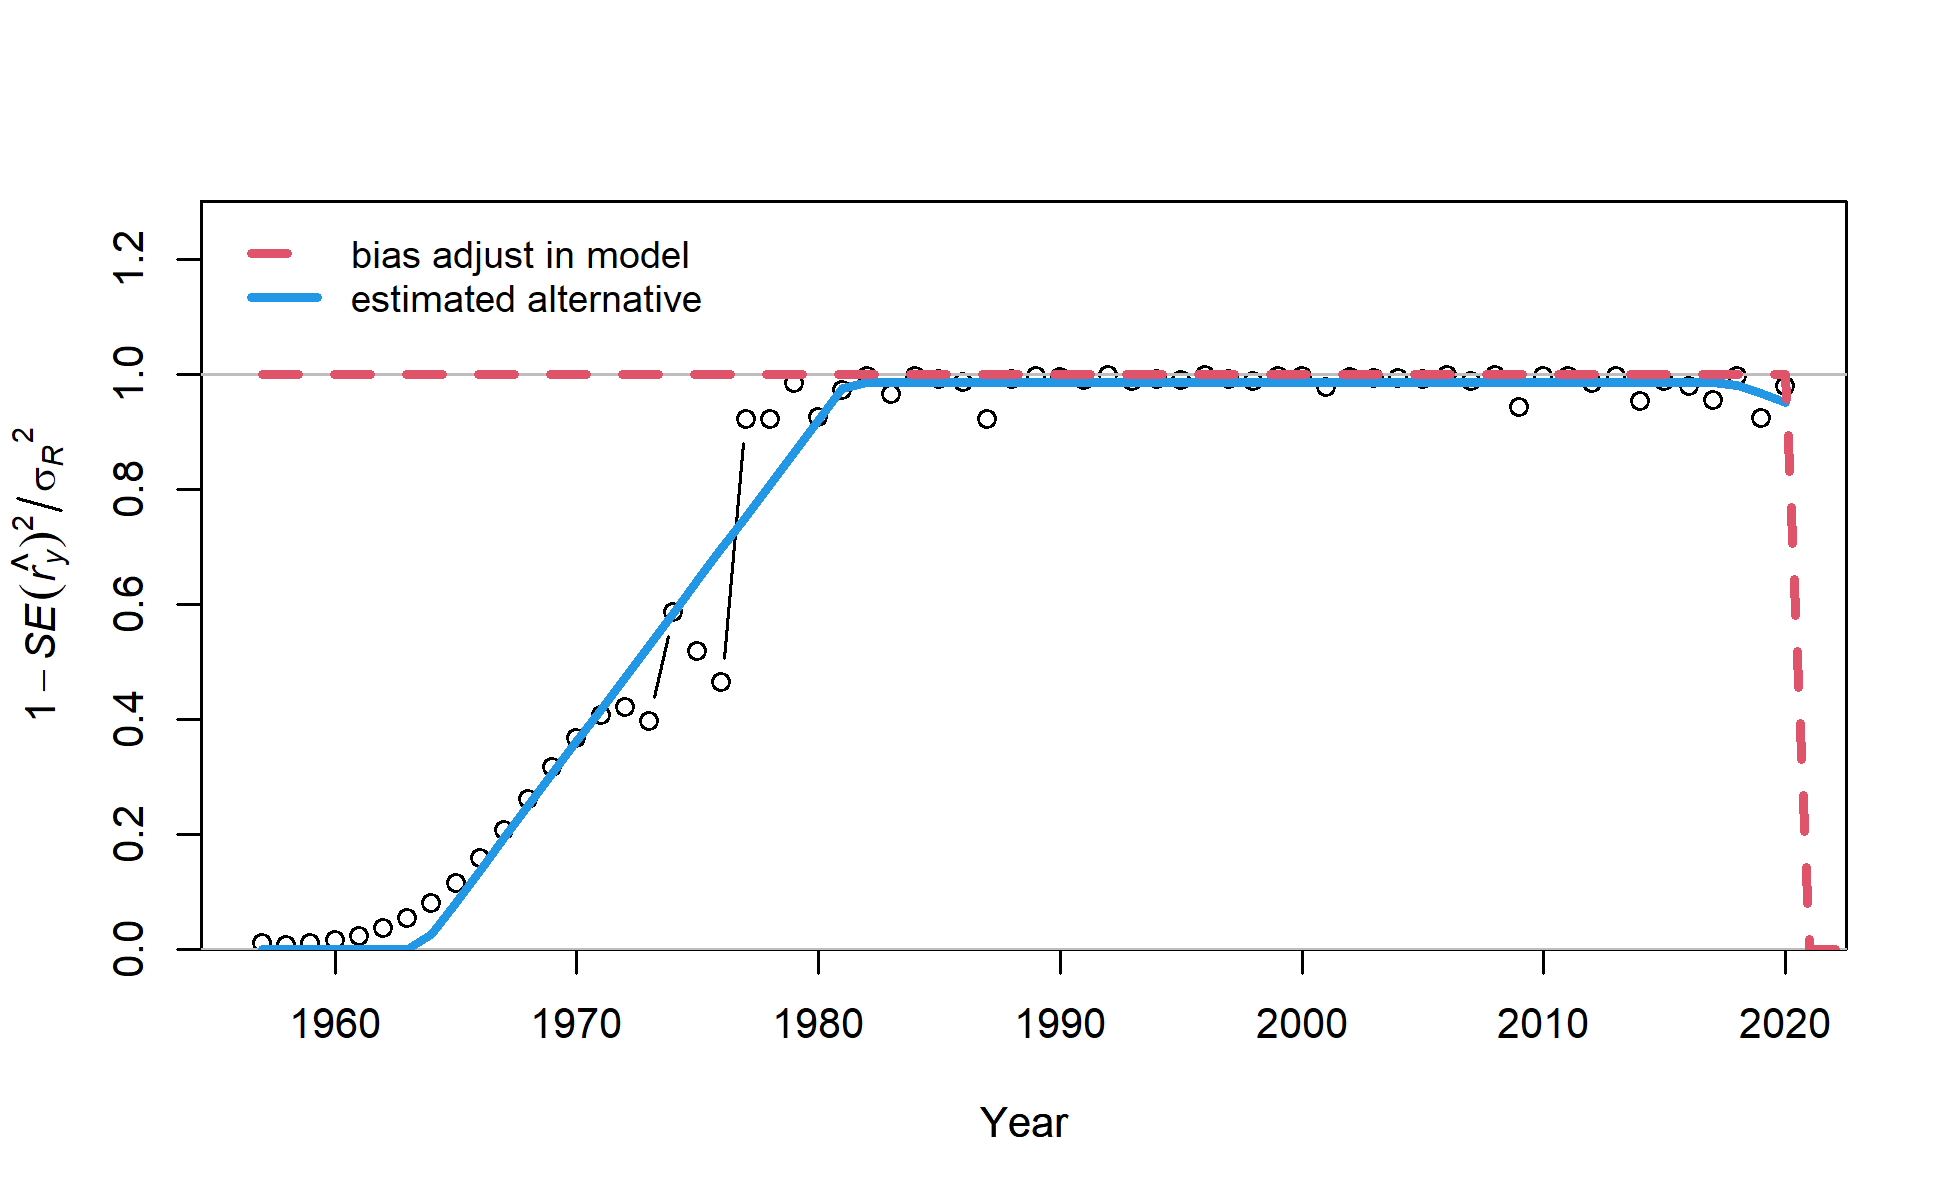 bias adjust in model
estimated alternative
1 − SE(r̂y)² / σR²
0.0
0.2
0.4
0.6
0.8
1.0
1.2
1960 1970 1980 1990 2000 2010 2020
Year